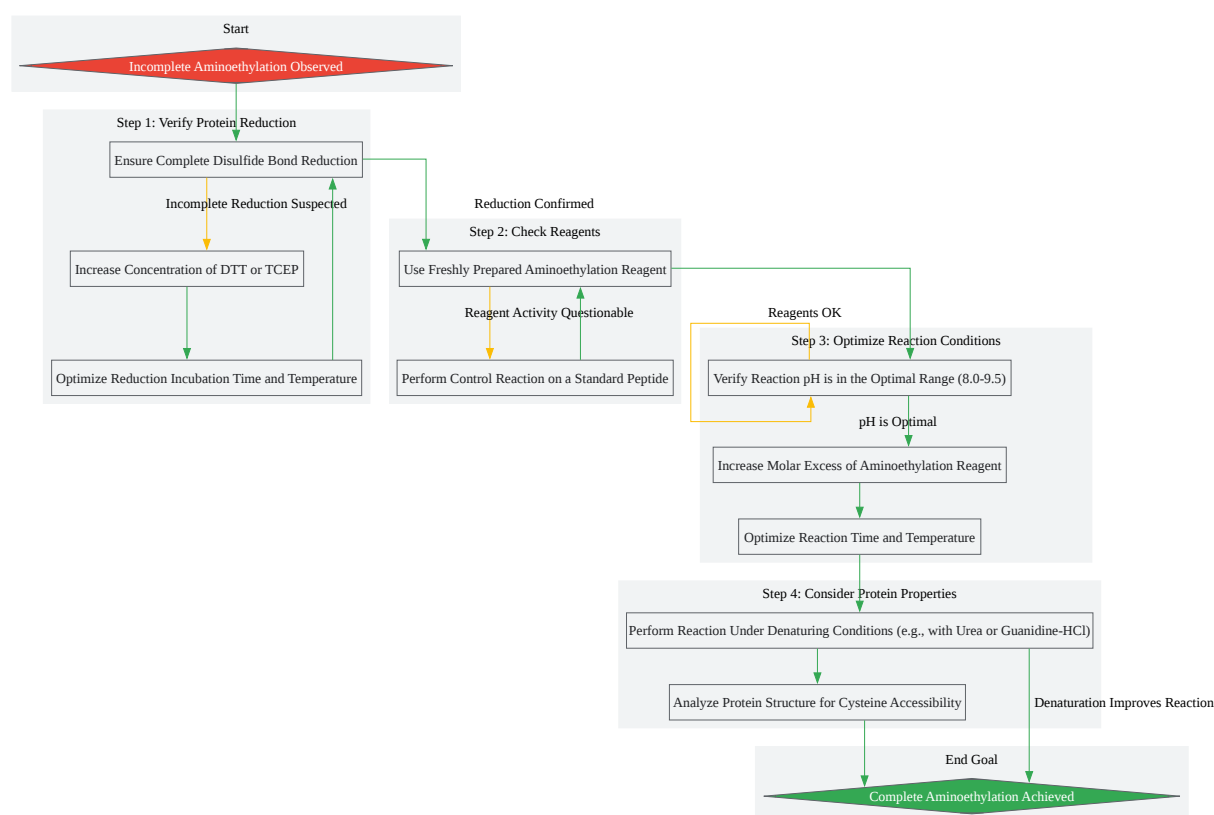 Start
Incomplete Aminoethylation Observed
Step 1: Verify Protein Reduction
Ensure Complete Disulfide Bond Reduction
Incomplete Reduction Suspected
Increase Concentration of DTT or TCEP
Optimize Reduction Incubation Time and Temperature
Reduction Confirmed
Step 2: Check Reagents
Use Freshly Prepared Aminoethylation Reagent
Reagent Activity Questionable
Perform Control Reaction on a Standard Peptide
Reagents OK
Step 3: Optimize Reaction Conditions
Verify Reaction pH is in the Optimal Range (8.0-9.5)
pH is Optimal
Increase Molar Excess of Aminoethylation Reagent
Optimize Reaction Time and Temperature
Step 4: Consider Protein Properties
Perform Reaction Under Denaturing Conditions (e.g., with Urea or Guanidine-HCl)
Analyze Protein Structure for Cysteine Accessibility
Denaturation Improves Reaction
End Goal
Complete Aminoethylation Achieved